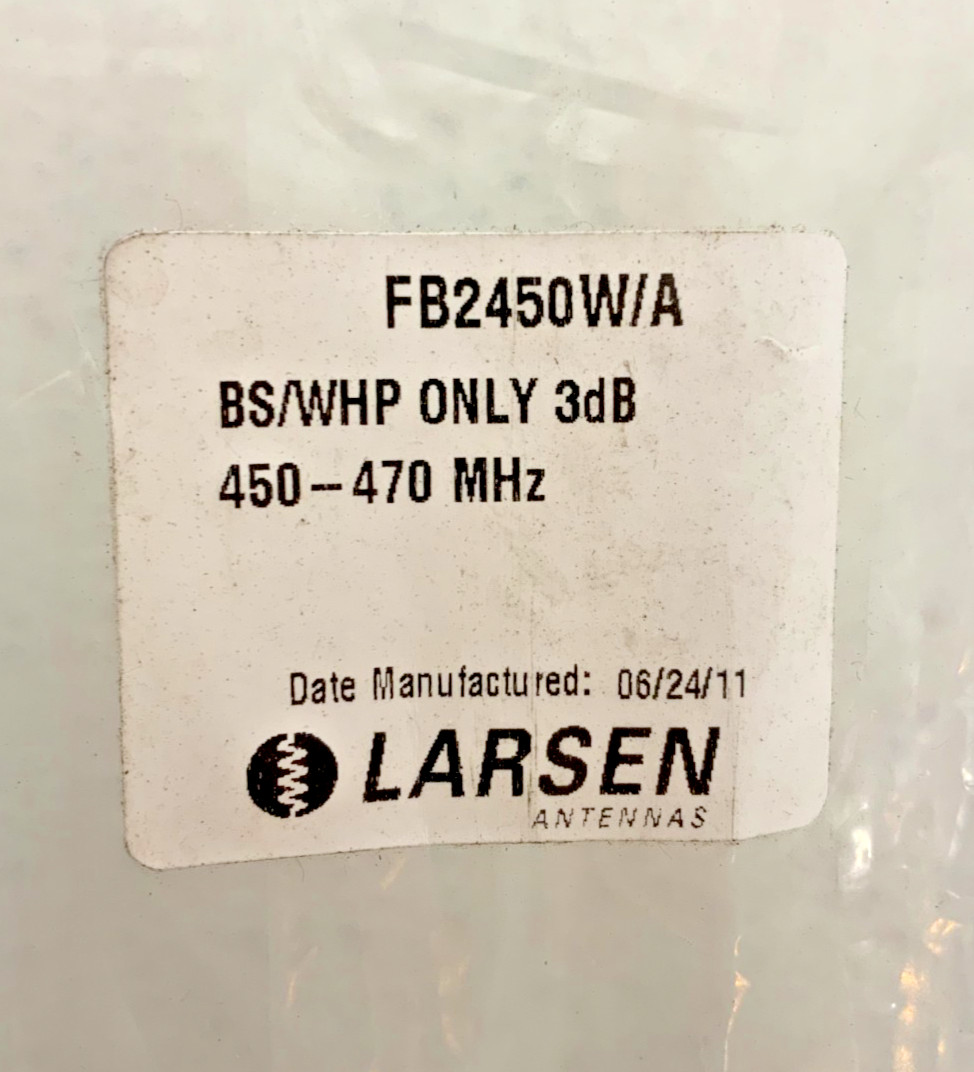 FB2450W/A
BS/WHP ONLY 3dB
450-470 MHz
Date Manufactured: 06/24/11
LARSEN
ANTENNAS